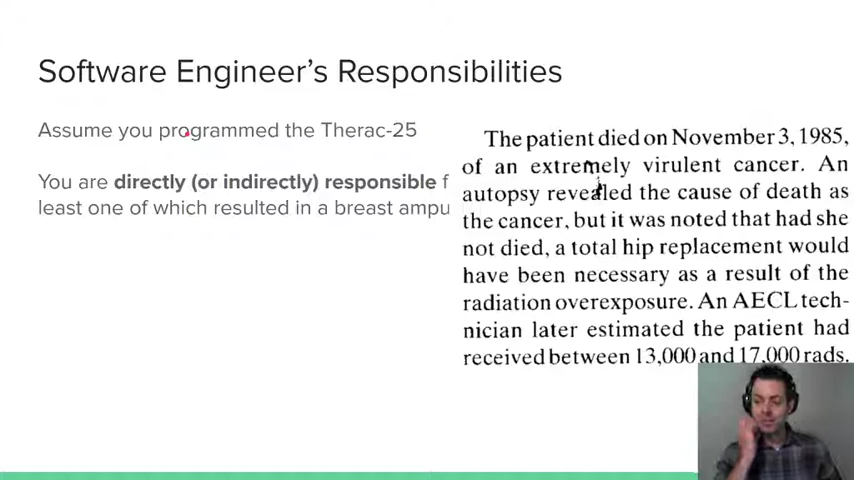 Software Engineer's Responsibilities
Assume you programmed the Therac-25
You are directly (or indirectly) responsible
least one of which resulted in a breast
The patient died on November 3, 1985,
of an extremely virulent cancer. An
autopsy revealed the cause of death as
the cancer, but it was noted that had she
not died, a total hip replacement would
have been necessary as a result of the
radiation overexposure. An AECL tech-
nician later estimated the patient had
received between 13,000 and 17,000 rads.